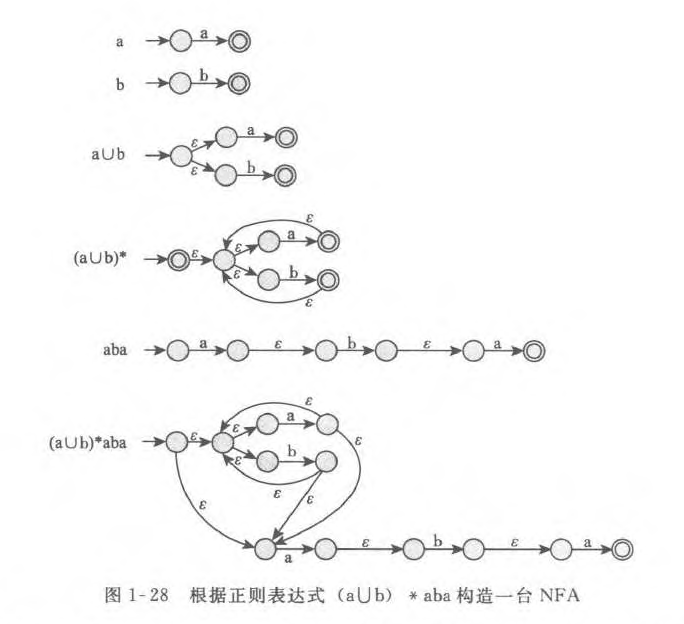 a a
b b
a∪b ε a ε b
(a∪b)* ε ε a ε ε b ε
aba a ε b ε a
(a∪b)*aba ε ε a ε ε b ε ε ε ε
a ε b ε a
图 1-28 根据正则表达式 (a∪b) * aba 构造一台 NFA